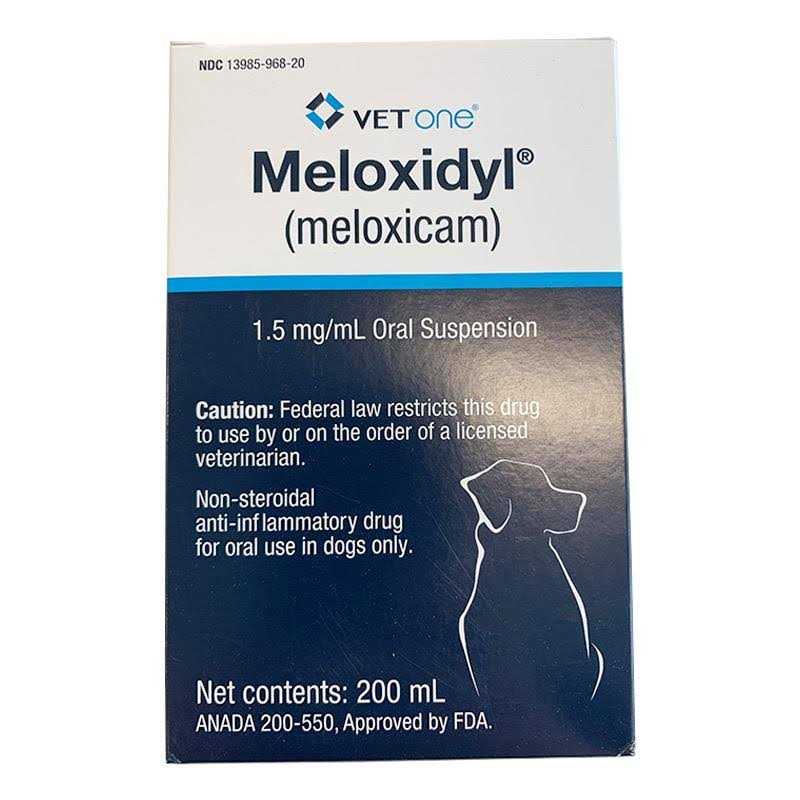 NDC 13985-968-20
VET one®
Meloxidyl®
(meloxicam)
1.5 mg/mL Oral Suspension
Caution: Federal law restricts this drug
to use by or on the order of a licensed
veterinarian.
Non-steroidal
anti-inflammatory drug
for oral use in dogs only.
Net contents: 200 mL
ANADA 200-550, Approved by FDA.